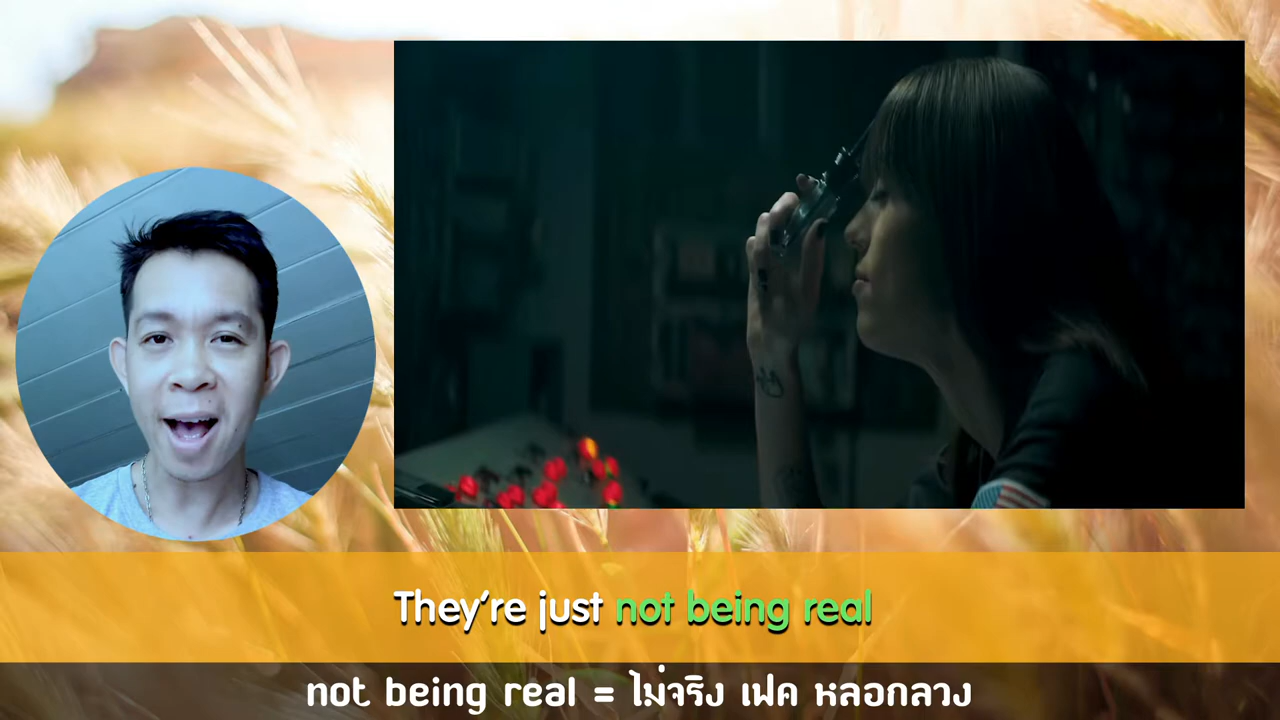 They're just not being real
not being real = ไม่จริง เฟค หลอกลวง